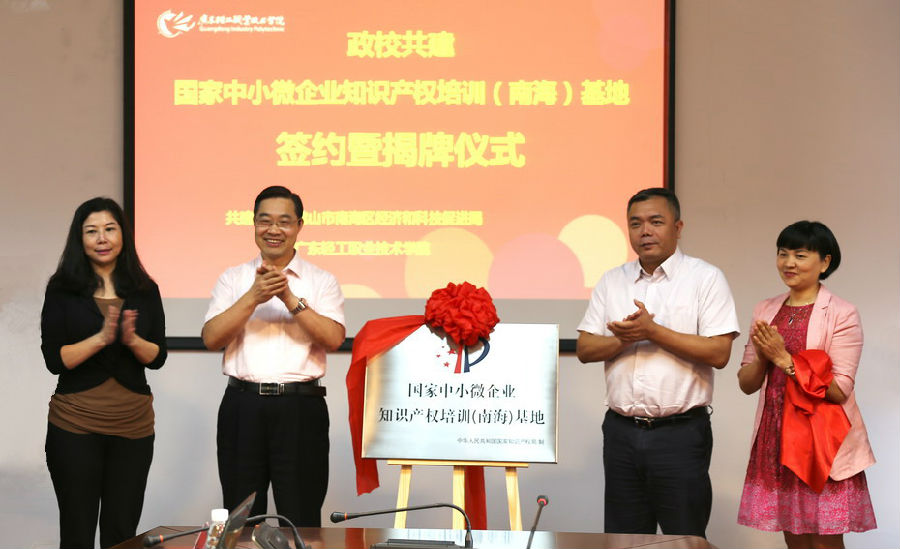 广东轻工职业技术学院
Guangdong Industry Polytechnic
政校共建
国家中小微企业知识产权培训（南海）基地
签约暨揭牌仪式
共建 山市南海区经济和科技促进局
广东轻工职业技术学院
国家中小微企业
知识产权培训(南海)基地
中华人民共和国国家知识产权局 制